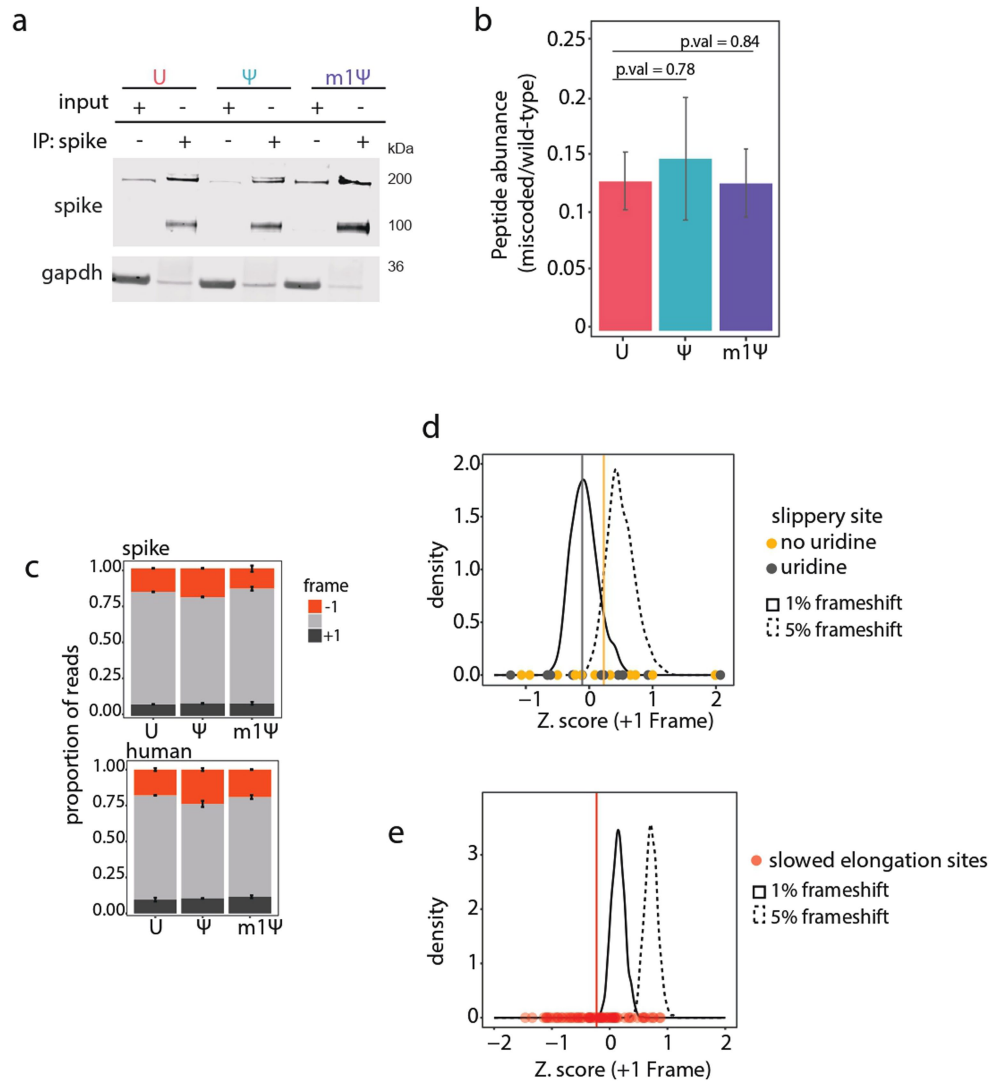 a
U Ψ m1Ψ
input + - + - + -
IP: spike - + - + - +
kDa
spike
200
100
gapdh
36
b
Peptide abunance
(miscoded/wild-type)
0.25
0.2
0.15
0.1
0.05
0
p.val = 0.84
p.val = 0.78
U Ψ m1Ψ
c
proportion of reads
spike
1.00
0.75
0.50
0.25
0.00
U Ψ m1Ψ
frame
-1
+1
human
1.00
0.75
0.50
0.25
0.00
U Ψ m1Ψ
d
density
2.0
1.5
1.0
0.5
0.0
−1 0 1 2
Z. score (+1 Frame)
slippery site
no uridine
uridine
1% frameshift
5% frameshift
e
density
3
2
1
0
−2 −1 0 1 2
Z. score (+1 Frame)
slowed elongation sites
1% frameshift
5% frameshift